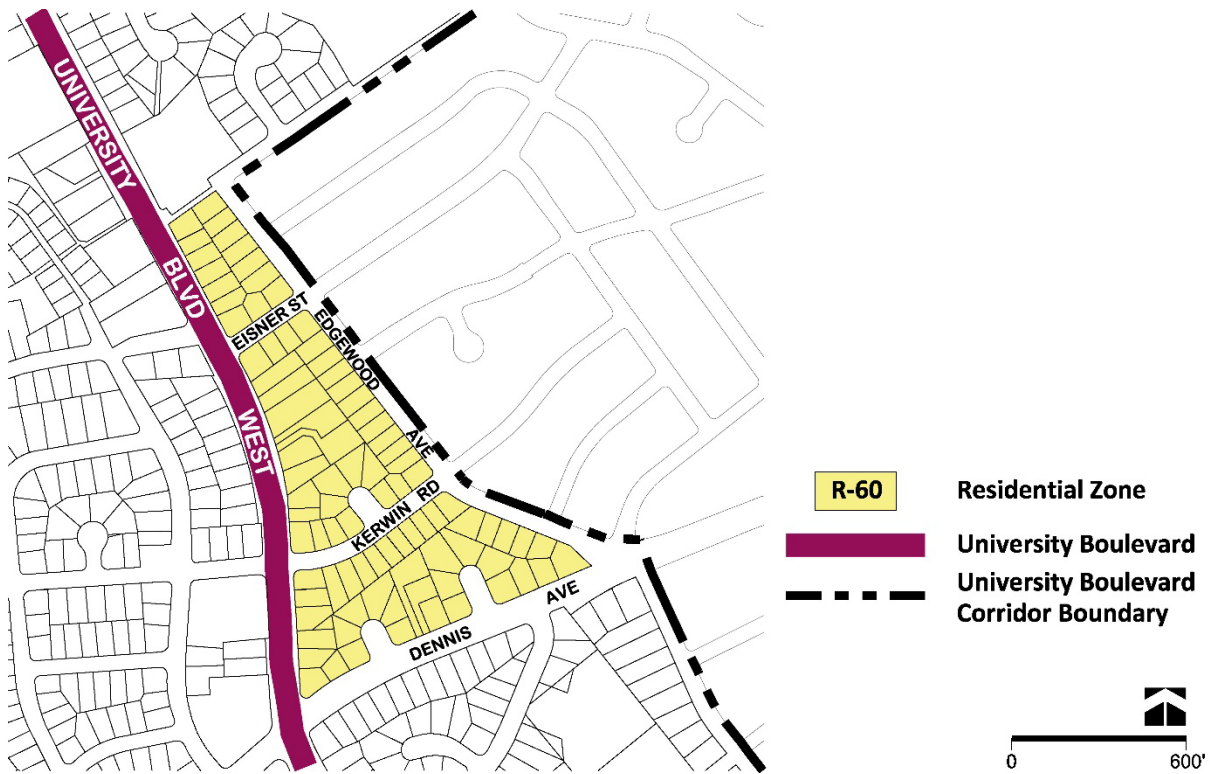 UNIVERSITY
BLVD
WEST
EISNER ST
EDGEWOOD
AVE
KERWIN RD
DENNIS
AVE
R-60
Residential Zone
University Boulevard
University Boulevard
Corridor Boundary
0
600'